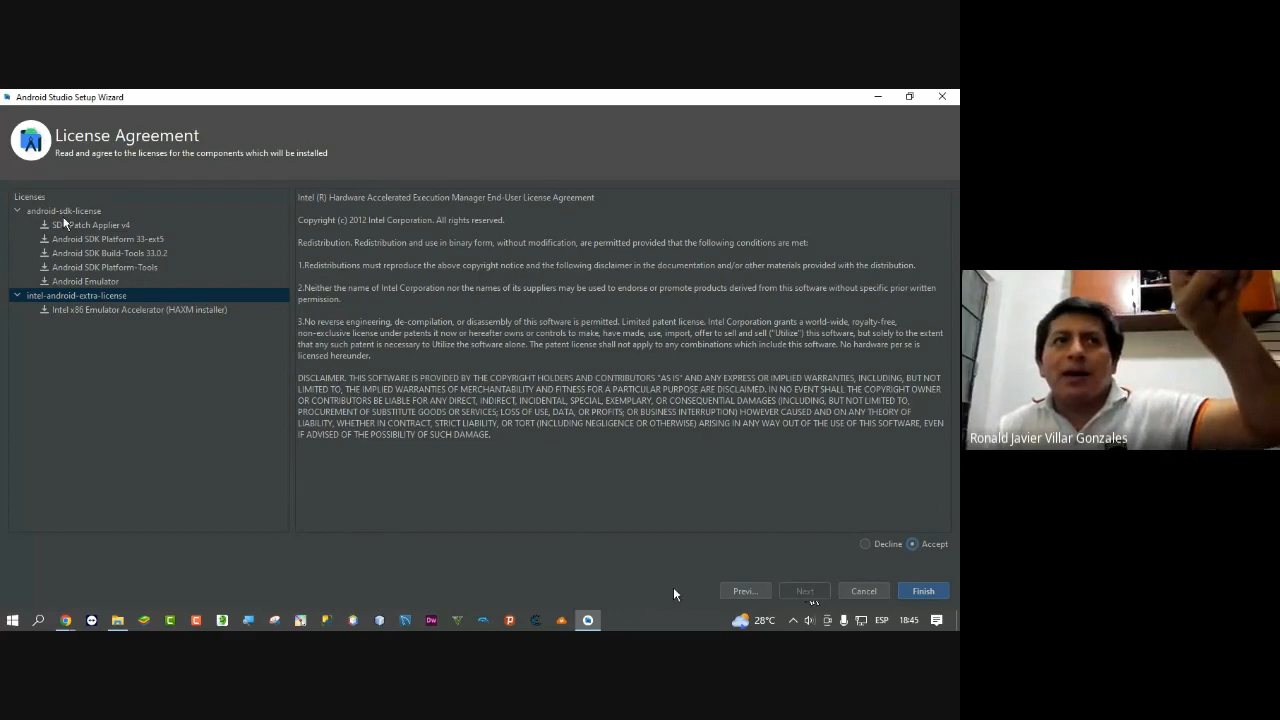 Android Studio Setup Wizard
License Agreement
Read and agree to the licenses for the components which will be installed
Licenses
android-sdk-license
SDK Patch Applier v4
Android SDK Platform 33-ext5
Android SDK Build-Tools 33.0.2
Android SDK Platform-Tools
Android Emulator
intel-android-extra-license
Intel x86 Emulator Accelerator (HAXM installer)
Intel (R) Hardware Accelerated Execution Manager End-User License Agreement
Copyright (c) 2012 Intel Corporation. All rights reserved.
Redistribution. Redistribution and use in binary form, without modification, are permitted provided that the following conditions are met:
1.Redistributions must reproduce the above copyright notice and the following disclaimer in the documentation and/or other materials provided with the distribution.
2.Neither the name of Intel Corporation nor the names of its suppliers may be used to endorse or promote products derived from this software without specific prior written
permission.
3.No reverse engineering, de-compilation, or disassembly of this software is permitted. Limited patent license. Intel Corporation grants a world-wide, royalty-free,
non-exclusive license under patents it now or hereafter owns or controls to make, have made, use, import, offer to sell and sell ("Utilize") this software, but solely to the extent
that any such patent is necessary to Utilize the software alone. The patent license shall not apply to any combinations which include this software. No hardware per se is
licensed hereunder.
DISCLAIMER. THIS SOFTWARE IS PROVIDED BY THE COPYRIGHT HOLDERS AND CONTRIBUTORS "AS IS" AND ANY EXPRESS OR IMPLIED WARRANTIES, INCLUDING, BUT NOT
LIMITED TO, THE IMPLIED WARRANTIES OF MERCHANTABILITY AND FITNESS FOR A PARTICULAR PURPOSE ARE DISCLAIMED. IN NO EVENT SHALL THE COPYRIGHT OWNER
OR CONTRIBUTORS BE LIABLE FOR ANY DIRECT, INDIRECT, INCIDENTAL, SPECIAL, EXEMPLARY, OR CONSEQUENTIAL DAMAGES (INCLUDING, BUT NOT LIMITED TO,
PROCUREMENT OF SUBSTITUTE GOODS OR SERVICES; LOSS OF USE, DATA, OR PROFITS; OR BUSINESS INTERRUPTION) HOWEVER CAUSED AND ON ANY THEORY OF
LIABILITY, WHETHER IN CONTRACT, STRICT LIABILITY, OR TORT (INCLUDING NEGLIGENCE OR OTHERWISE) ARISING IN ANY WAY OUT OF THE USE OF THIS SOFTWARE, EVEN
IF ADVISED OF THE POSSIBILITY OF SUCH DAMAGE.
Decline Accept
Previ... Next Cancel Finish
28°C ESP 18:45
Ronald Javier Villar Gonzales